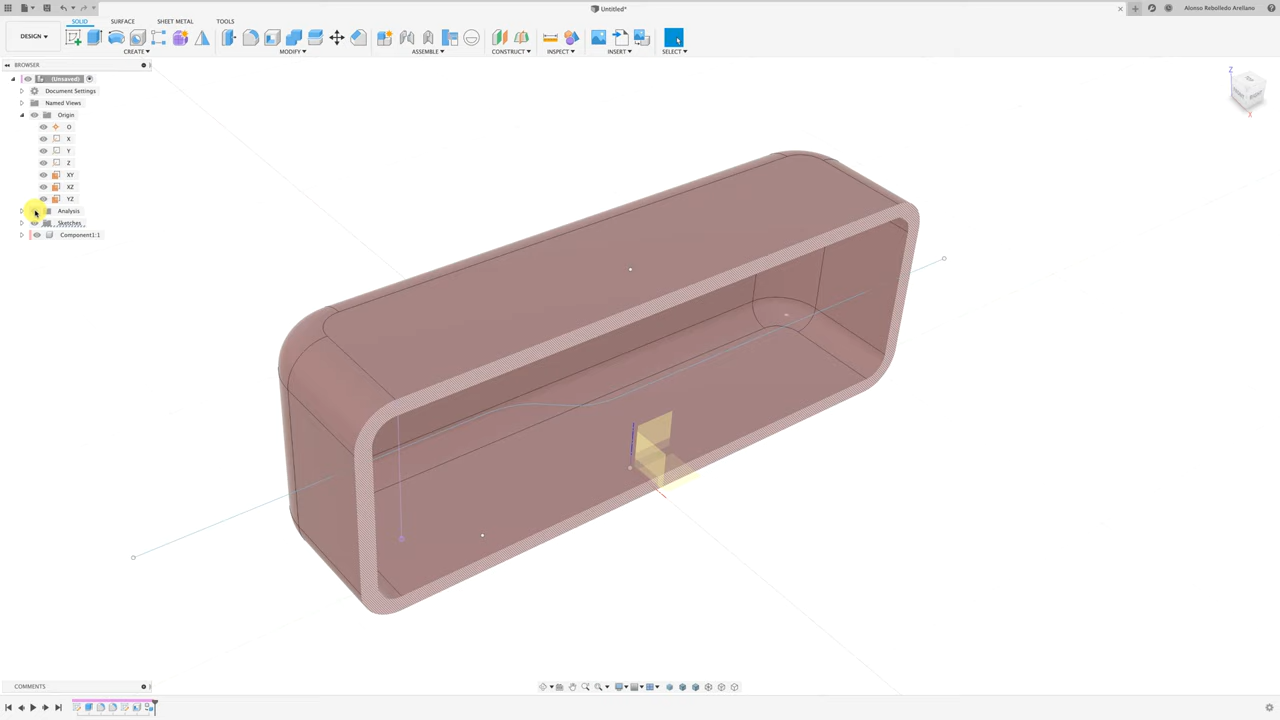 Untitled*
Alonso Rebolledo Arellano
DESIGN
SOLID SURFACE SHEET METAL TOOLS
CREATE MODIFY ASSEMBLE CONSTRUCT INSPECT INSERT SELECT
BROWSER
(Unsaved)
Document Settings
Named Views
Origin
O
X
Y
Z
XY
XZ
YZ
Analysis
Sketches
Component1:1
Z
X
COMMENTS